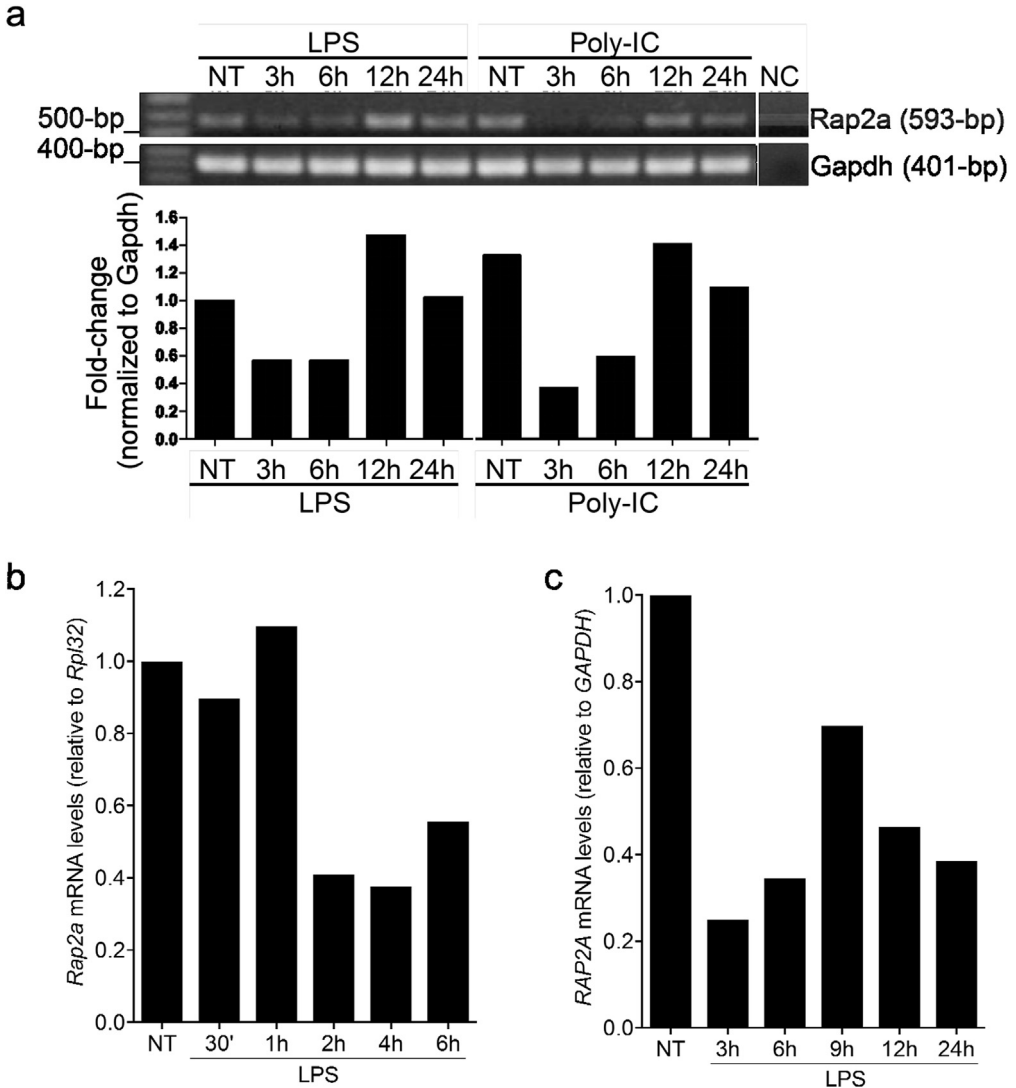 a
LPS Poly-IC
NT 3h 6h 12h 24h NT 3h 6h 12h 24h NC
500-bp Rap2a (593-bp)
400-bp Gapdh (401-bp)
Fold-change
(normalized to Gapdh)
1.6
1.4
1.2
1.0
0.8
0.6
0.4
0.2
0.0
NT 3h 6h 12h 24h NT 3h 6h 12h 24h
LPS Poly-IC
b
Rap2a mRNA levels (relative to Rpl32)
1.2
1.0
0.8
0.6
0.4
0.2
0.0
NT 30' 1h 2h 4h 6h
LPS
c
RAP2A mRNA levels (relative to GAPDH)
1.0
0.8
0.6
0.4
0.2
0.0
NT 3h 6h 9h 12h 24h
LPS